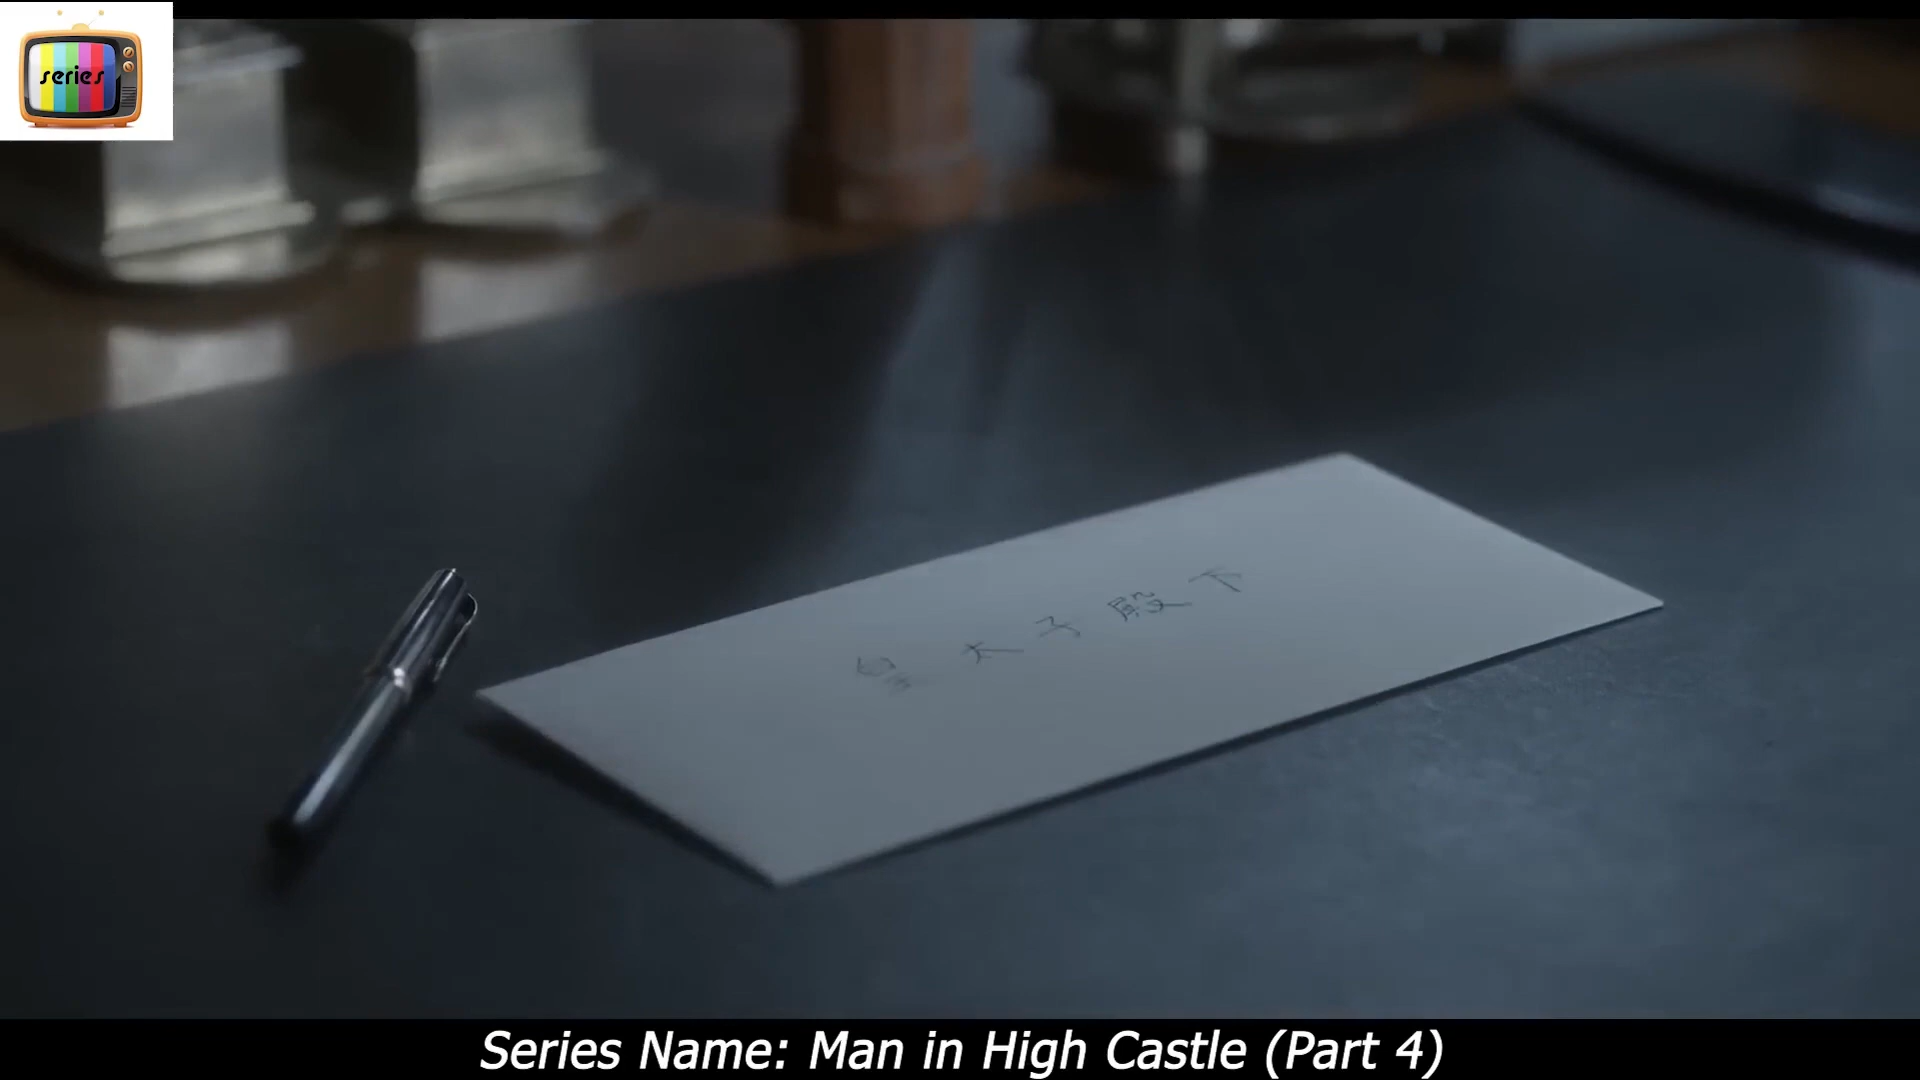 series
皇太子殿下
Series Name: Man in High Castle (Part 4)